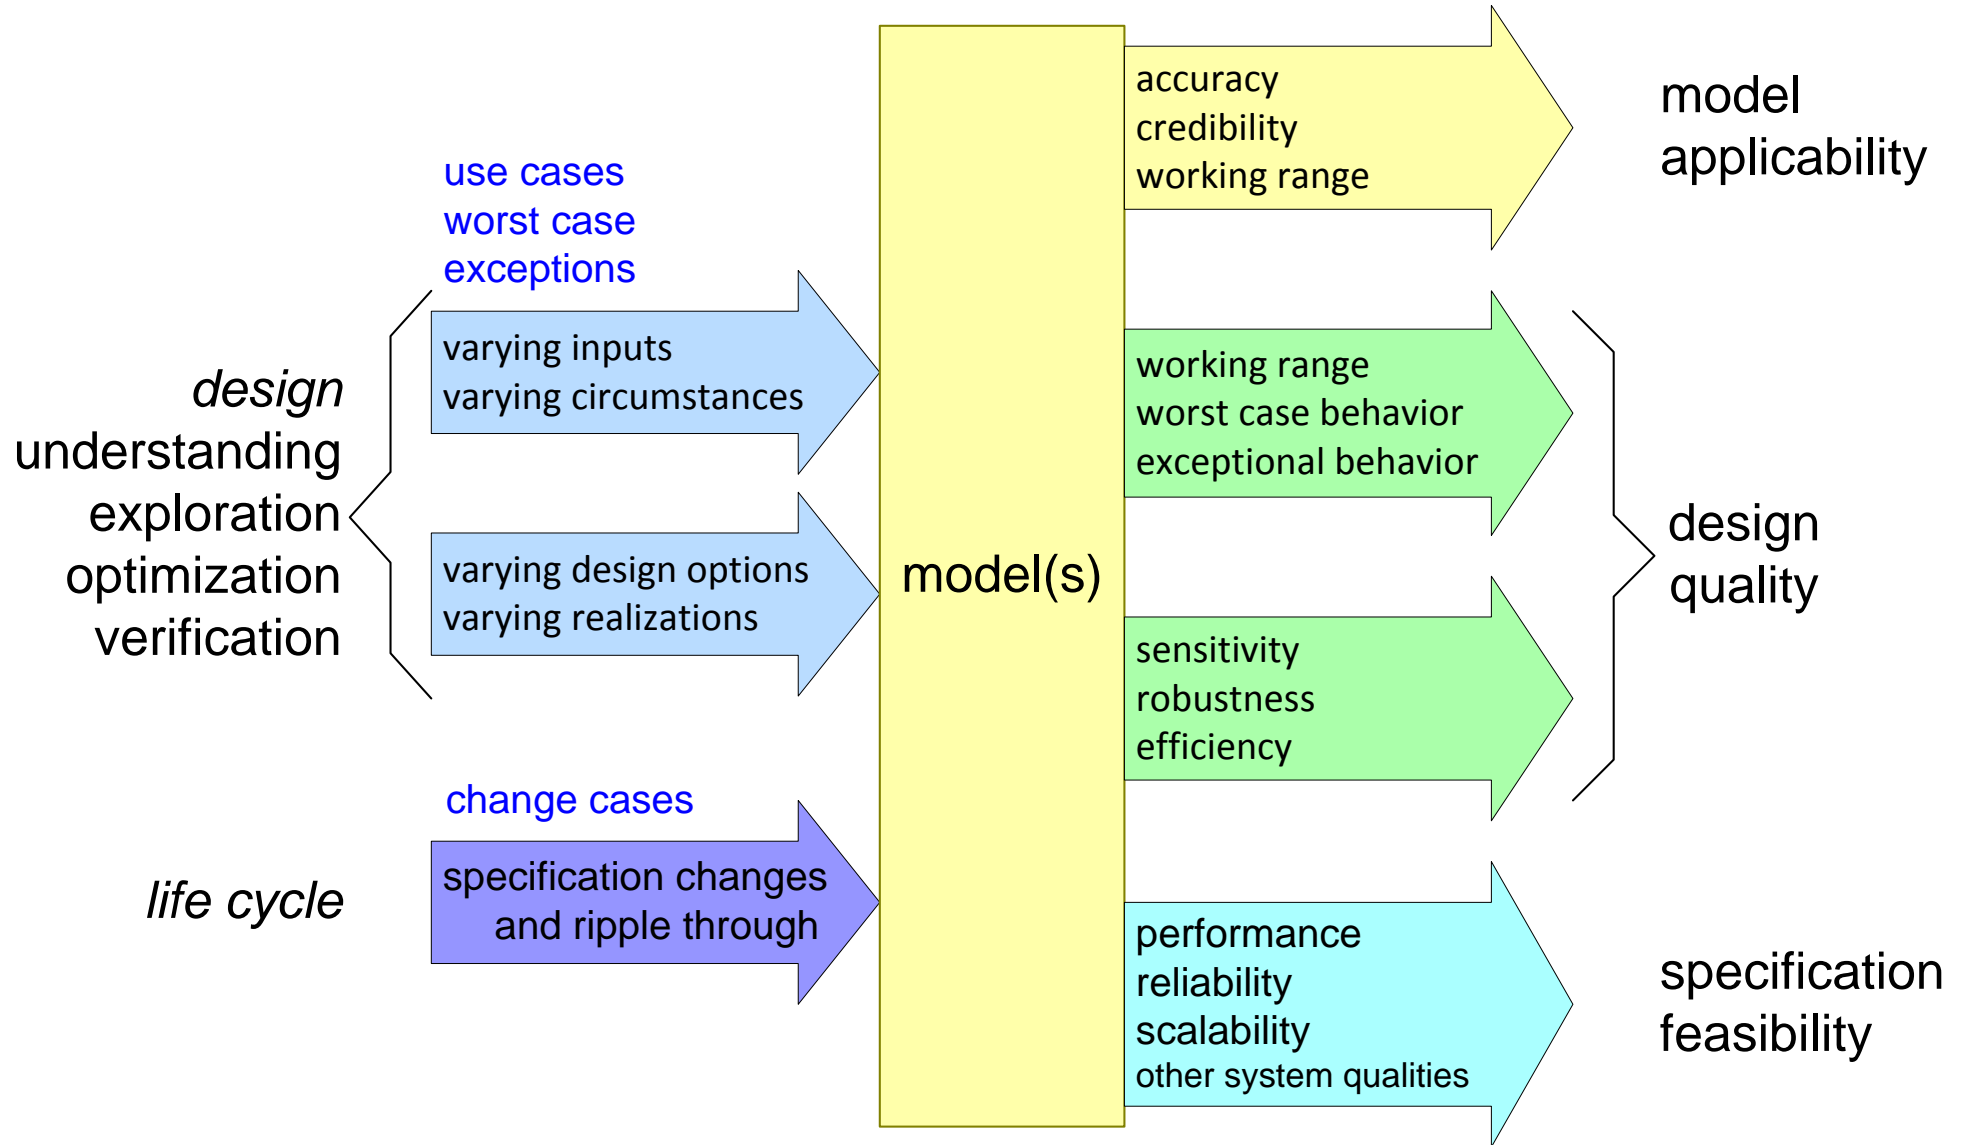 use cases
worst case
exceptions
varying inputs
varying circumstances
design
understanding
exploration
optimization
verification
varying design options
varying realizations
change cases
life cycle
specification changes
and ripple through
model(s)
accuracy
credibility
working range
model
applicability
working range
worst case behavior
exceptional behavior
sensitivity
robustness
efficiency
design
quality
performance
reliability
scalability
other system qualities
specification
feasibility